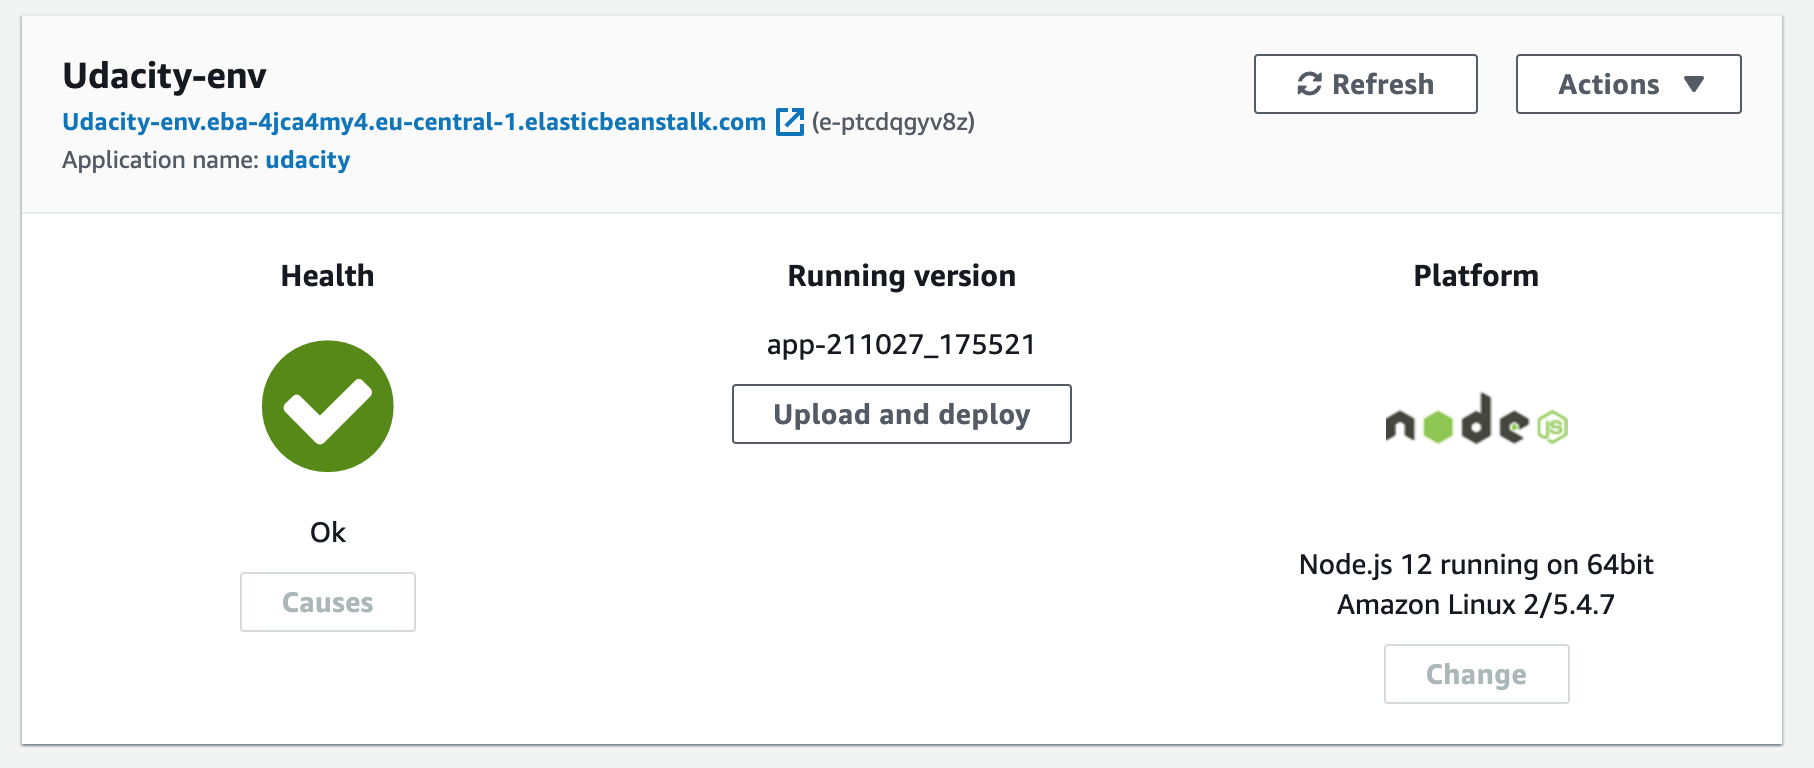 Udacity-env
Refresh
Actions
Udacity-env.eba-4jca4my4.eu-central-1.elasticbeanstalk.com (e-ptcdqgyv8z)
Application name: udacity
Health
Ok
Causes
Running version
app-211027_175521
Upload and deploy
Platform
node JS
Node.js 12 running on 64bit
Amazon Linux 2/5.4.7
Change